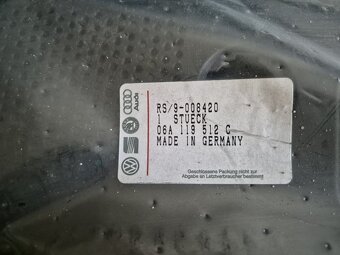 Audi
RS/9-008420
1 STUECK
06A 119 512 C
MADE IN GERMANY
Geschlossene Packung nicht zur
Abgabe an Letztverbraucher bestimmt